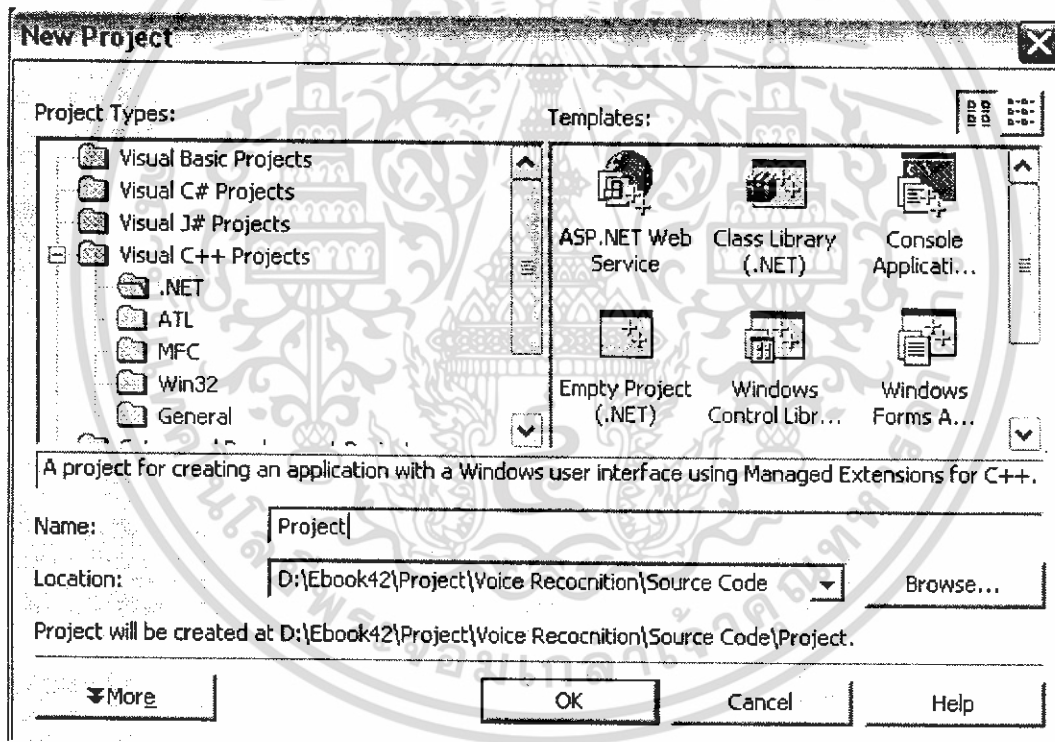 New Project
Project Types:
Templates:
Visual Basic Projects
Visual C# Projects
Visual J# Projects
Visual C++ Projects
.NET
ATL
MFC
Win32
General
ASP.NET Web Service
Class Library (.NET)
Console Applicati...
Empty Project (.NET)
Windows Control Libr...
Windows Forms A...
A project for creating an application with a Windows user interface using Managed Extensions for C++.
Name:
Project
Location:
D:\Ebook42\Project\Voice Recocnition\Source Code
Browse...
Project will be created at D:\Ebook42\Project\Voice Recocnition\Source Code\Project.
More
OK
Cancel
Help